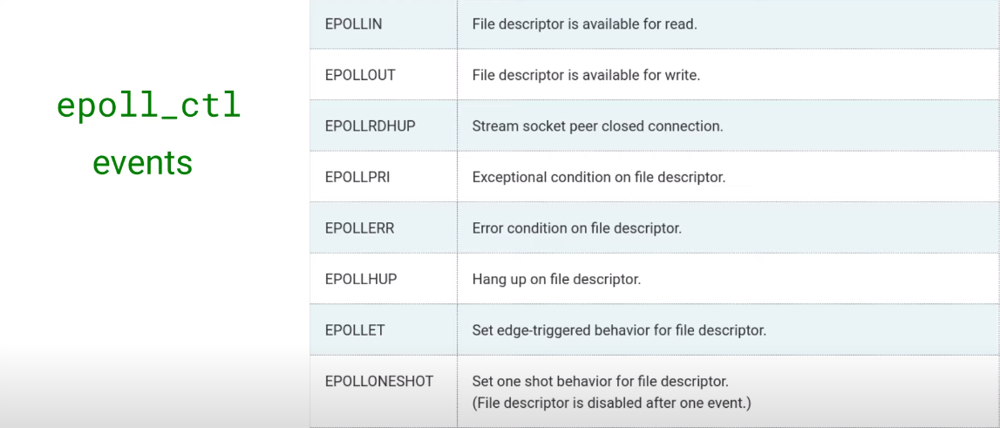 epoll_ctl
events
EPOLLIN File descriptor is available for read.
EPOLLOUT File descriptor is available for write.
EPOLLRDHUP Stream socket peer closed connection.
EPOLLPRI Exceptional condition on file descriptor.
EPOLLERR Error condition on file descriptor.
EPOLLHUP Hang up on file descriptor.
EPOLLET Set edge-triggered behavior for file descriptor.
EPOLLONESHOT Set one shot behavior for file descriptor.
(File descriptor is disabled after one event.)